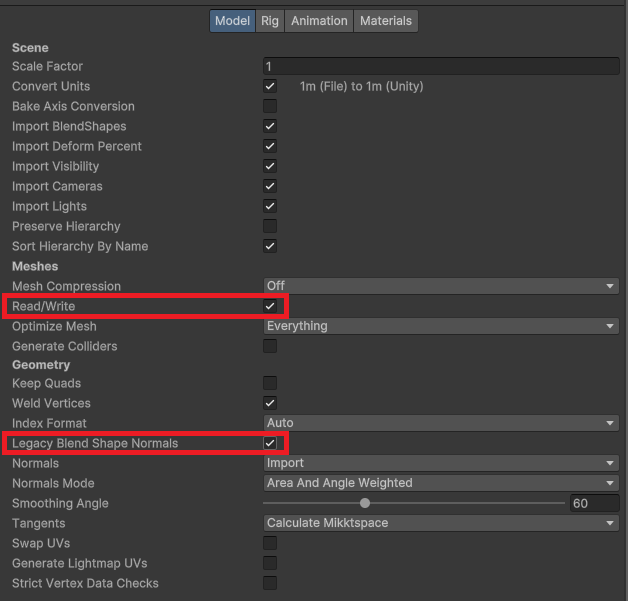 Model Rig Animation Materials
Scene
Scale Factor 1
Convert Units 1m (File) to 1m (Unity)
Bake Axis Conversion
Import BlendShapes
Import Deform Percent
Import Visibility
Import Cameras
Import Lights
Preserve Hierarchy
Sort Hierarchy By Name
Meshes
Mesh Compression Off
Read/Write
Optimize Mesh Everything
Generate Colliders
Geometry
Keep Quads
Weld Vertices
Index Format Auto
Legacy Blend Shape Normals
Normals Import
Normals Mode Area And Angle Weighted
Smoothing Angle 60
Tangents Calculate Mikktspace
Swap UVs
Generate Lightmap UVs
Strict Vertex Data Checks